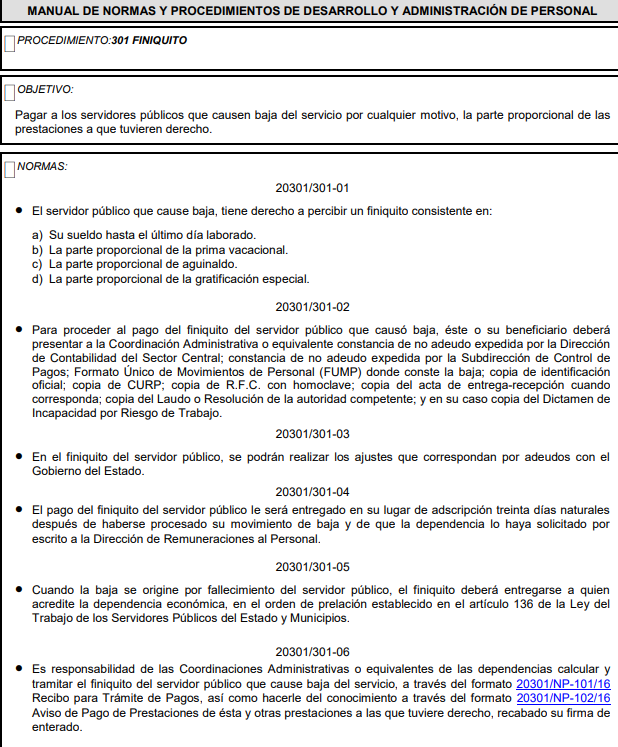 MANUAL DE NORMAS Y PROCEDIMIENTOS DE DESARROLLO Y ADMINISTRACIÓN DE PERSONAL
PROCEDIMIENTO:301 FINIQUITO
OBJETIVO:
Pagar a los servidores públicos que causen baja del servicio por cualquier motivo, la parte proporcional de las
prestaciones a que tuvieren derecho.
NORMAS:
20301/301-01
● El servidor público que cause baja, tiene derecho a percibir un finiquito consistente en:
a) Su sueldo hasta el último día laborado.
b) La parte proporcional de la prima vacacional.
c) La parte proporcional de aguinaldo.
d) La parte proporcional de la gratificación especial.
20301/301-02
● Para proceder al pago del finiquito del servidor público que causó baja, éste o su beneficiario deberá
presentar a la Coordinación Administrativa o equivalente constancia de no adeudo expedida por la Dirección
de Contabilidad del Sector Central; constancia de no adeudo expedida por la Subdirección de Control de
Pagos; Formato Único de Movimientos de Personal (FUMP) donde conste la baja; copia de identificación
oficial; copia de CURP; copia de R.F.C. con homoclave; copia del acta de entrega-recepción cuando
corresponda; copia del Laudo o Resolución de la autoridad competente; y en su caso copia del Dictamen de
Incapacidad por Riesgo de Trabajo.
20301/301-03
● En el finiquito del servidor público, se podrán realizar los ajustes que correspondan por adeudos con el
Gobierno del Estado.
20301/301-04
● El pago del finiquito del servidor público le será entregado en su lugar de adscripción treinta días naturales
después de haberse procesado su movimiento de baja y de que la dependencia lo haya solicitado por
escrito a la Dirección de Remuneraciones al Personal.
20301/301-05
● Cuando la baja se origine por fallecimiento del servidor público, el finiquito deberá entregarse a quien
acredite la dependencia económica, en el orden de prelación establecido en el artículo 136 de la Ley del
Trabajo de los Servidores Públicos del Estado y Municipios.
20301/301-06
● Es responsabilidad de las Coordinaciones Administrativas o equivalentes de las dependencias calcular y
tramitar el finiquito del servidor público que cause baja del servicio, a través del formato 20301/NP-101/16
Recibo para Trámite de Pagos, así como hacerle del conocimiento a través del formato 20301/NP-102/16
Aviso de Pago de Prestaciones de ésta y otras prestaciones a las que tuviere derecho, recabado su firma de
enterado.